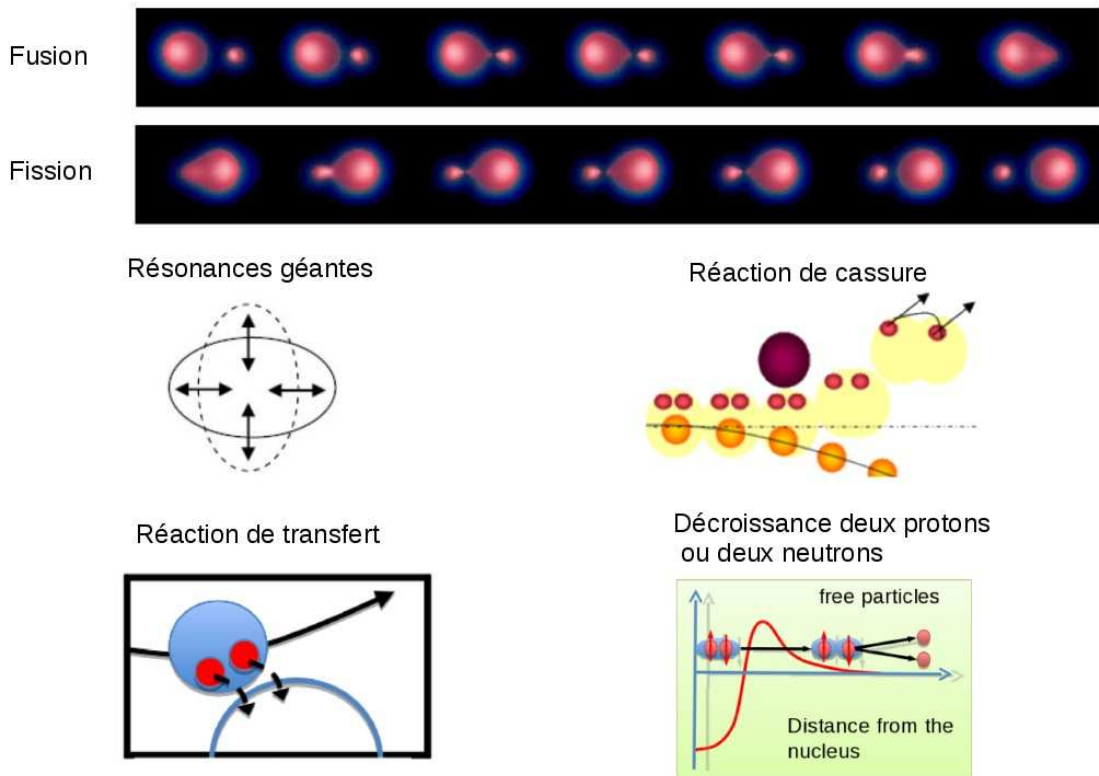 Fusion
Fission
Résonances géantes
Réaction de cassure
Réaction de transfert
Décroissance deux protons
ou deux neutrons
free particles
Distance from the
nucleus